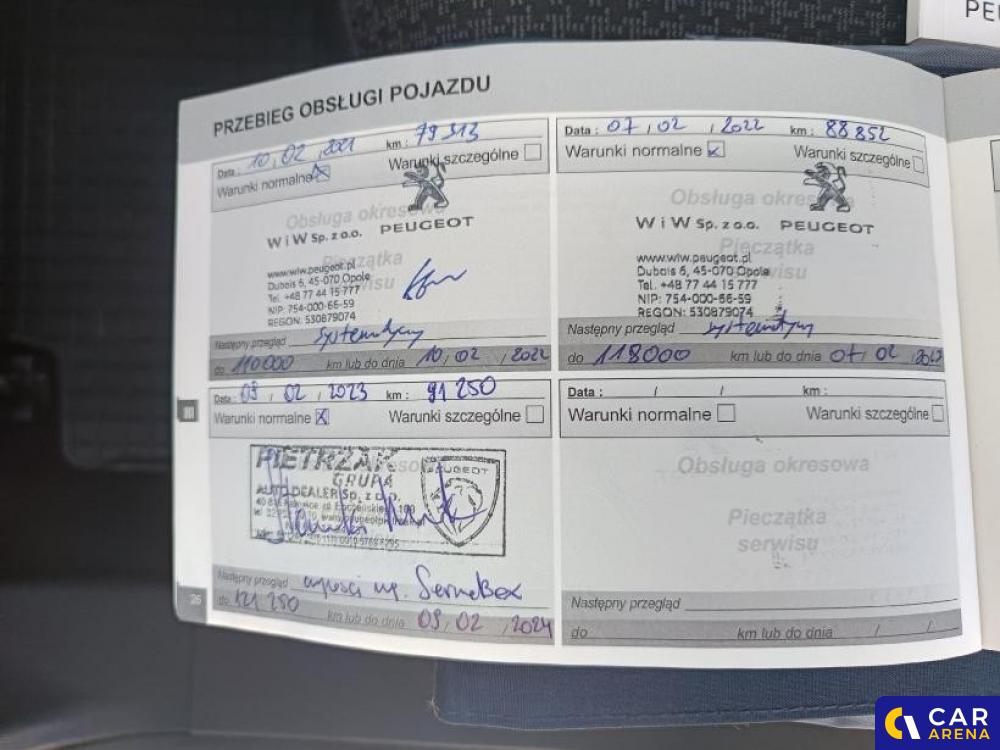 PEU
PRZEBIEG OBSŁUGI POJAZDU
Data : 10, 02, 2021 km : 79 313
Warunki normalne Warunki szczególne
Obsługa okresowa
W i W Sp. z o.o. PEUGEOT
Pieczątka
serwisu
www.wiw.peugeot.pl
Dubois 6, 45-070 Opole
Tel. +48 77 44 15 777
NIP: 754-000-66-59
REGON: 530879074
Następny przegląd systematyczny
do 110000 km lub do dnia 10, 02, 2022
Data : 07, 02, 2022 km : 88 852
Warunki normalne Warunki szczególne
Obsługa okresowa
W i W Sp. z o.o. PEUGEOT
Pieczątka
serwisu
www.wiw.peugeot.pl
Dubois 6, 45-070 Opole
Tel. +48 77 44 15 777
NIP: 754-000-66-59
REGON: 530879074
Następny przegląd systematyczny
do 118000 km lub do dnia 07, 02,
Data : 09, 02, 2023 km : 91 250
Warunki normalne Warunki szczególne
PIETRZAK
GRUPA
AUTO DEALER Sp. z o.o.
PEUGEOT
Następny przegląd
do 121 250 km lub do dnia 09, 02, 2024
Data : / / km :
Warunki normalne Warunki szczególne
Obsługa okresowa
Pieczątka
serwisu
Następny przegląd
do km lub do dnia / /
III
26
CAR
ARENA